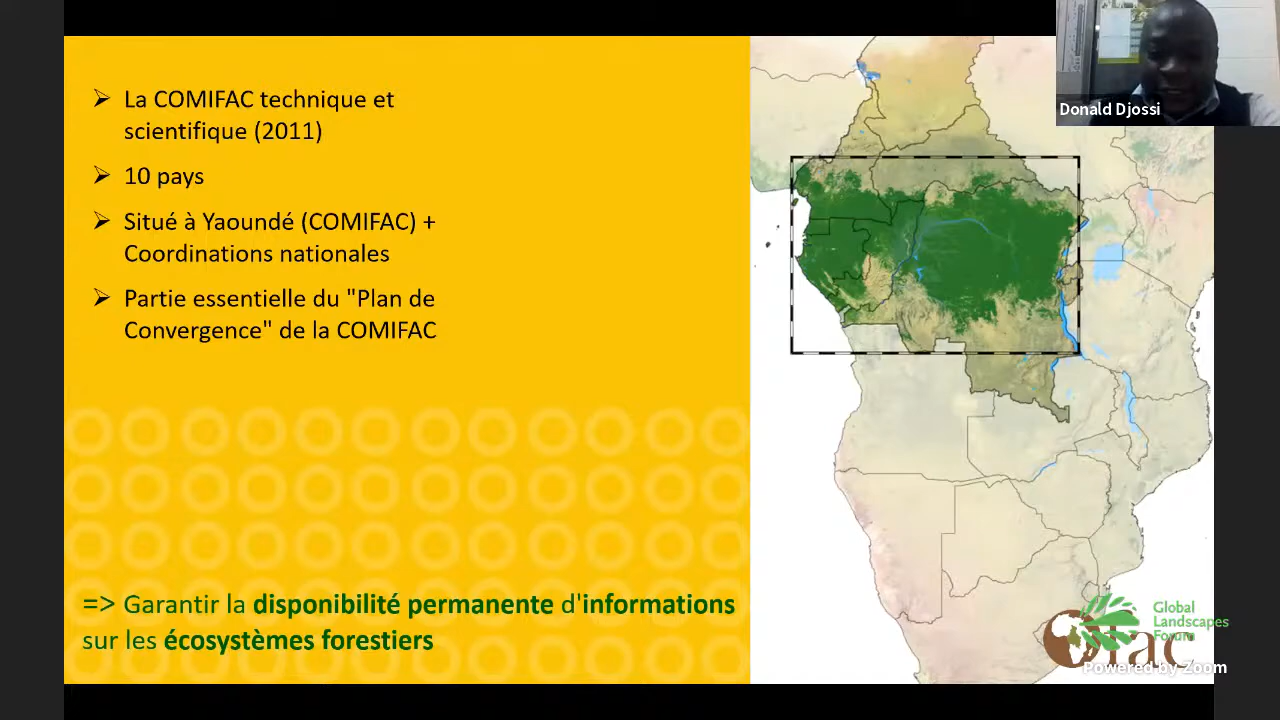 Donald Djossi
➢ La COMIFAC technique et
scientifique (2011)
➢ 10 pays
➢ Situé à Yaoundé (COMIFAC) +
Coordinations nationales
➢ Partie essentielle du "Plan de
Convergence" de la COMIFAC
=> Garantir la disponibilité permanente d'informations
sur les écosystèmes forestiers
Global
Landscapes
Forum
Powered by Zoom